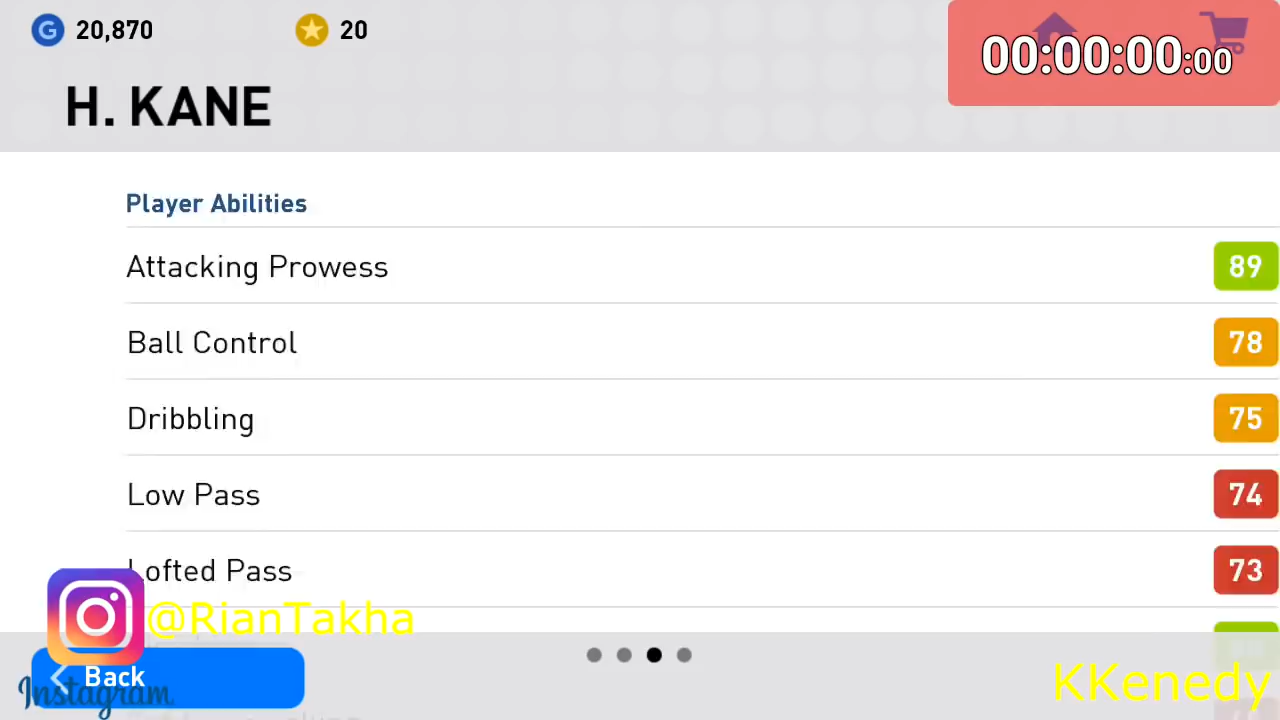 20,870
20
00:00:00:00
H. KANE
Player Abilities
Attacking Prowess 89
Ball Control 78
Dribbling 75
Low Pass 74
Lofted Pass 73
@RianTakha
Back
Instagram
KKenedy